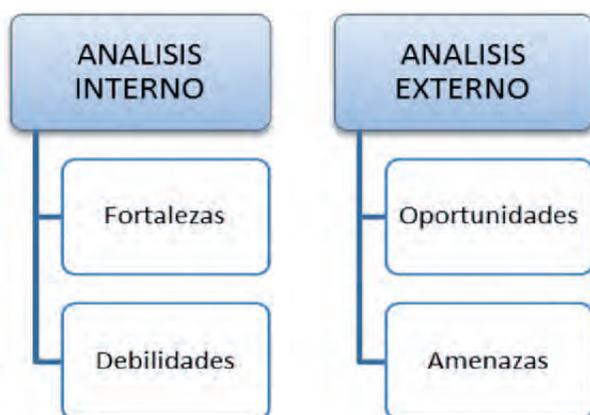 ANALISIS
INTERNO
Fortalezas
Debilidades
ANALISIS
EXTERNO
Oportunidades
Amenazas